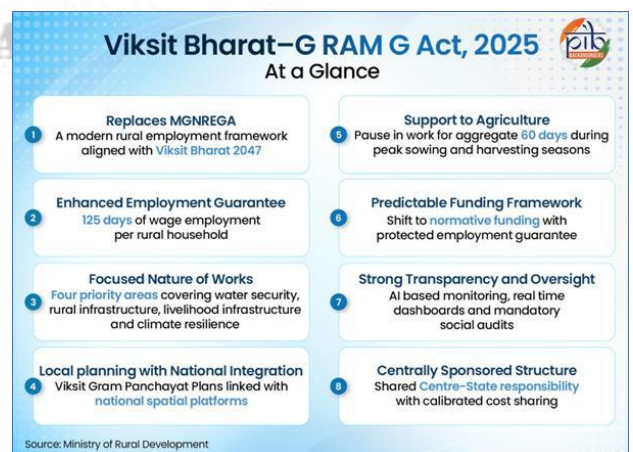 Viksit Bharat–G RAM G Act, 2025
At a Glance
pib
BACKGROUNDERS
1
Replaces MGNREGA
A modern rural employment framework
aligned with Viksit Bharat 2047
2
Enhanced Employment Guarantee
125 days of wage employment
per rural household
3
Focused Nature of Works
Four priority areas covering water security,
rural infrastructure, livelihood infrastructure
and climate resilience
4
Local planning with National Integration
Viksit Gram Panchayat Plans linked with
national spatial platforms
5
Support to Agriculture
Pause in work for aggregate 60 days during
peak sowing and harvesting seasons
6
Predictable Funding Framework
Shift to normative funding with
protected employment guarantee
7
Strong Transparency and Oversight
AI based monitoring, real time
dashboards and mandatory
social audits
8
Centrally Sponsored Structure
Shared Centre-State responsibility
with calibrated cost sharing
Source: Ministry of Rural Development